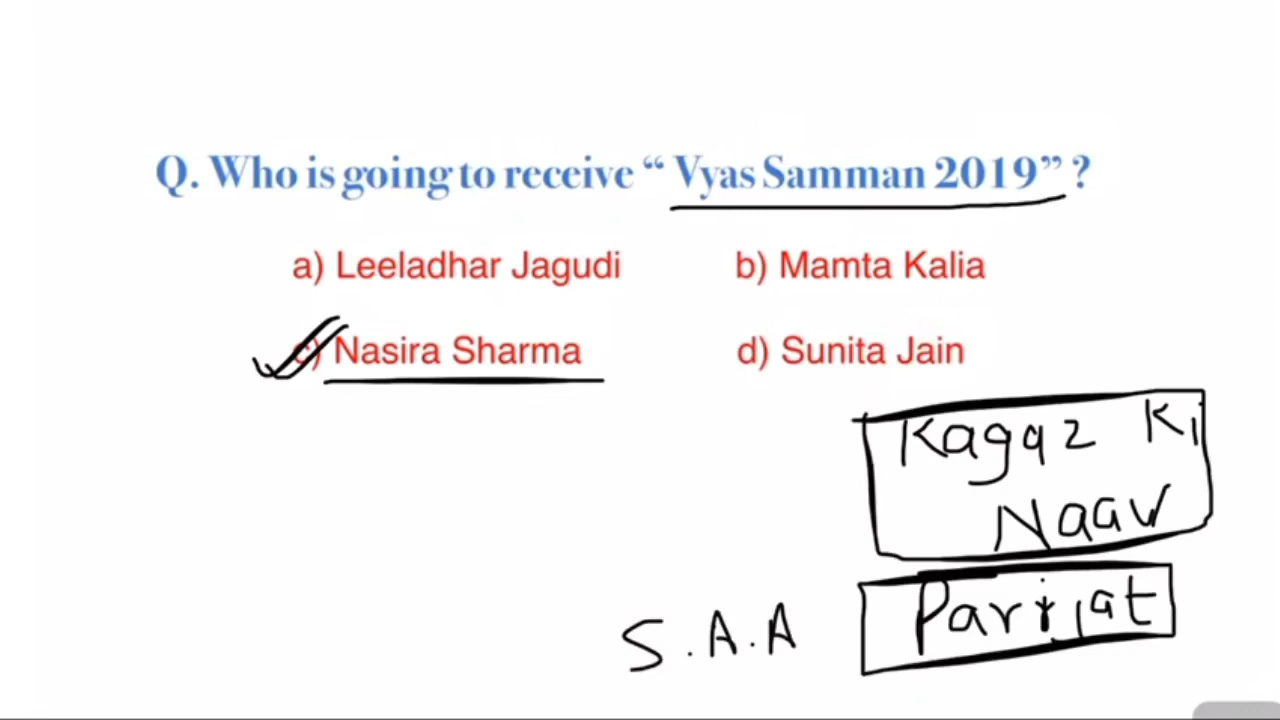 Q. Who is going to receive “ Vyas Samman 2019” ?
a) Leeladhar Jagudi b) Mamta Kalia
c) Nasira Sharma d) Sunita Jain
Kagaz Ki
Naav
S.A.A Parijat